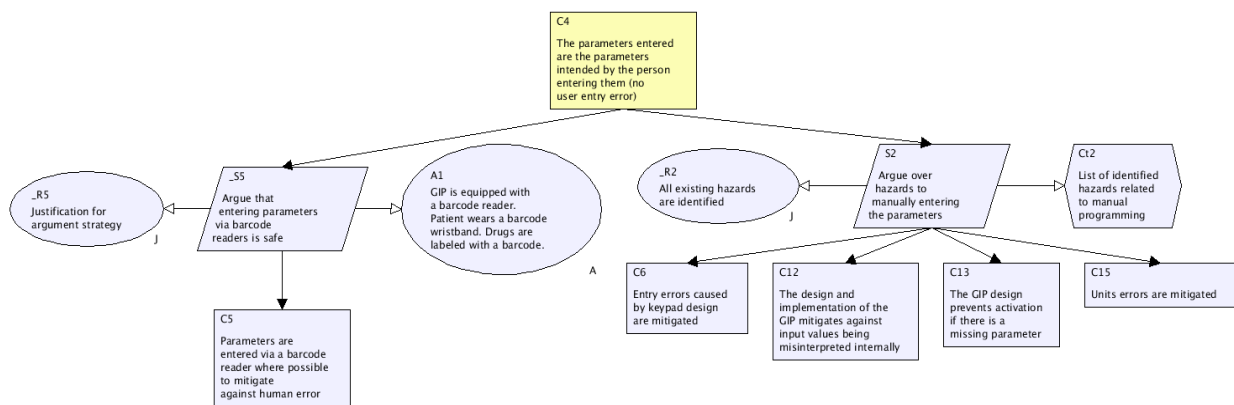 C4
The parameters entered
are the parameters
intended by the person
entering them (no
user entry error)
_R5
Justification for
argument strategy
J
_S5
Argue that
entering parameters
via barcode
readers is safe
A1
GIP is equipped with
a barcode reader.
Patient wears a barcode
wristband. Drugs are
labeled with a barcode.
A
_R2
All existing hazards
are identified
J
S2
Argue over
hazards to
manually entering
the parameters
Ct2
List of identified
hazards related
to manual
programming
C5
Parameters are
entered via a barcode
reader where possible
to mitigate
against human error
C6
Entry errors caused
by keypad design
are mitigated
C12
The design and
implementation of the
GIP mitigates against
input values being
misinterpreted internally
C13
The GIP design
prevents activation
if there is a
missing parameter
C15
Units errors are mitigated